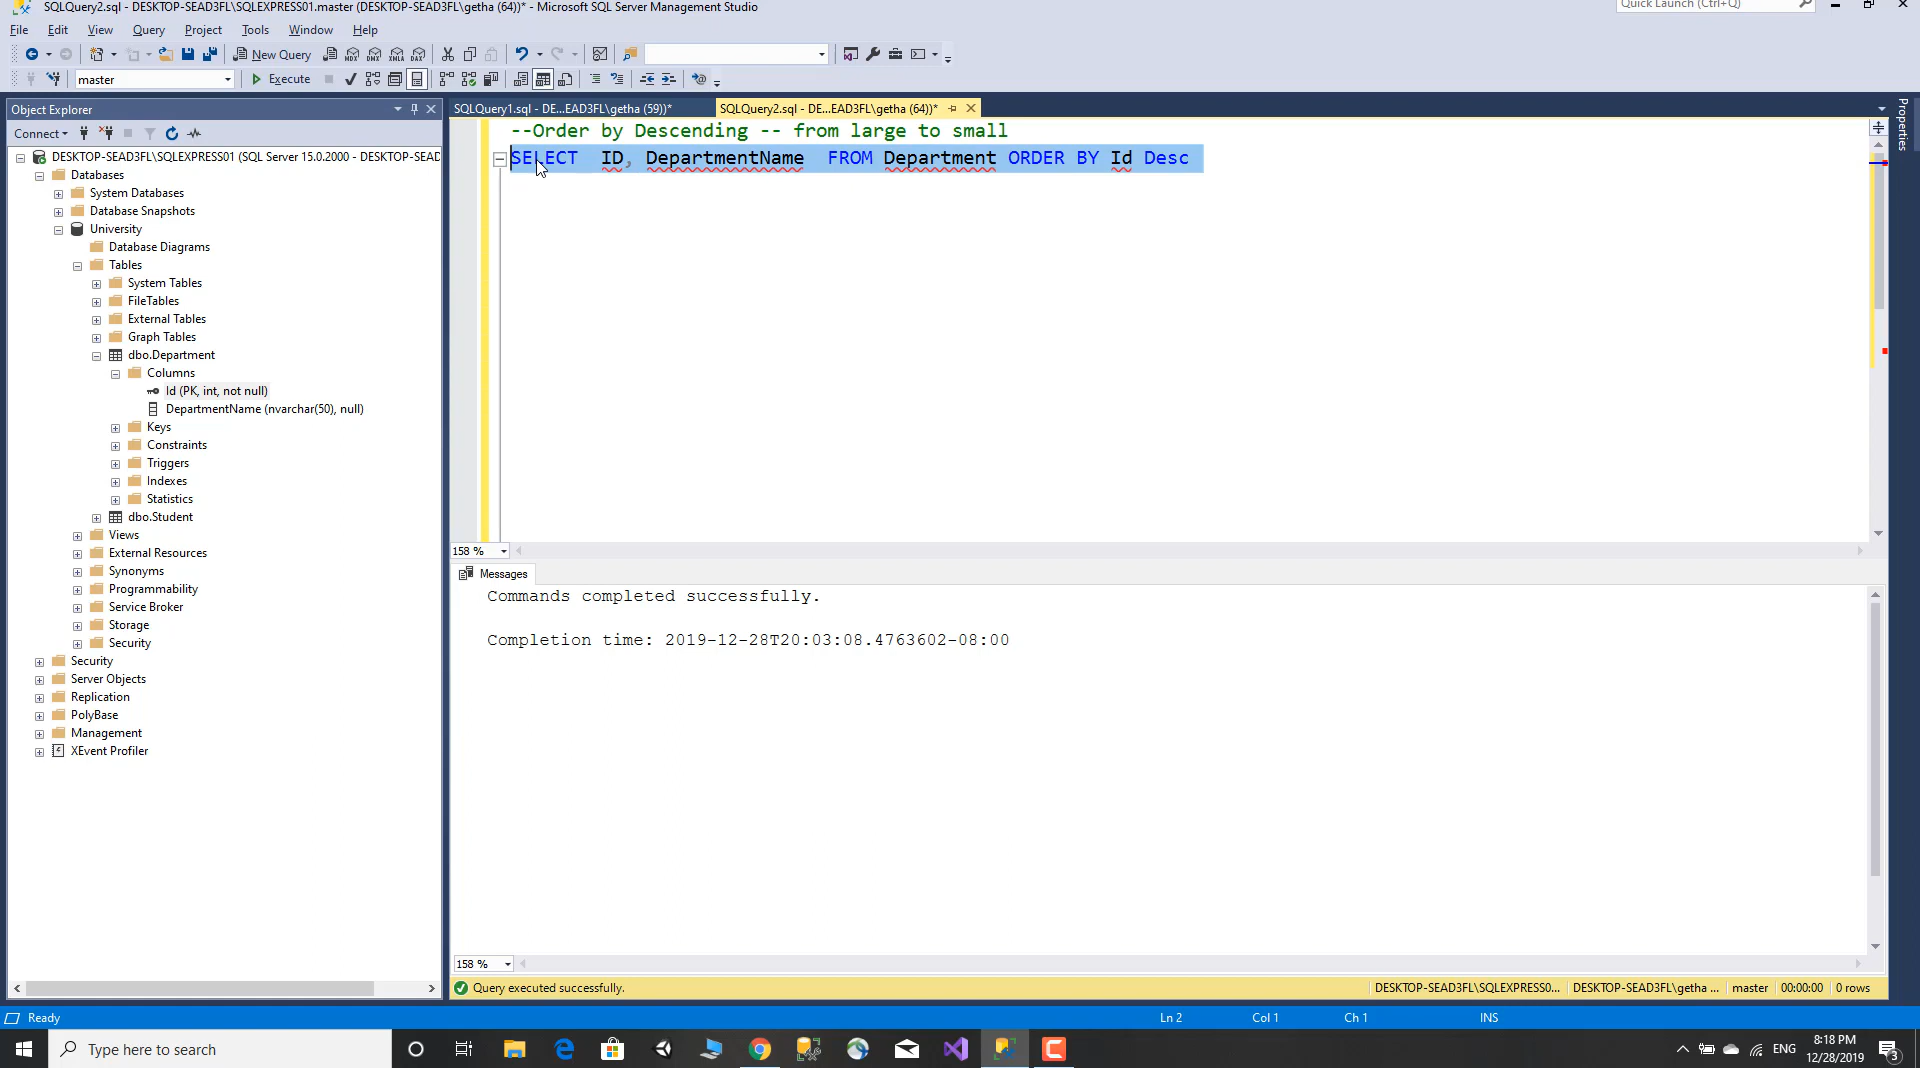 SQLQuery2.sql - DESKTOP-SEAD3FL\SQLEXPRESS01.master (DESKTOP-SEAD3FL\getha (64))* - Microsoft SQL Server Management Studio
Quick Launch (Ctrl+Q)
File Edit View Query Project Tools Window Help
New Query
master
Execute
Object Explorer
SQLQuery1.sql - DE...EAD3FL\getha (59))*
SQLQuery2.sql - DE...EAD3FL\getha (64))*
Properties
Connect
--Order by Descending -- from large to small
SELECT ID, DepartmentName FROM Department ORDER BY Id Desc
DESKTOP-SEAD3FL\SQLEXPRESS01 (SQL Server 15.0.2000 - DESKTOP-SEAD
Databases
System Databases
Database Snapshots
University
Database Diagrams
Tables
System Tables
FileTables
External Tables
Graph Tables
dbo.Department
Columns
Id (PK, int, not null)
DepartmentName (nvarchar(50), null)
Keys
Constraints
Triggers
Indexes
Statistics
dbo.Student
Views
External Resources
Synonyms
Programmability
Service Broker
Storage
Security
Security
Server Objects
Replication
PolyBase
Management
XEvent Profiler
158 %
Messages
Commands completed successfully.
Completion time: 2019-12-28T20:03:08.4763602-08:00
158 %
Query executed successfully.
DESKTOP-SEAD3FL\SQLEXPRESS0... DESKTOP-SEAD3FL\getha ... master 00:00:00 0 rows
Ready
Ln 2 Col 1 Ch 1 INS
Type here to search
ENG
8:18 PM
12/28/2019
3